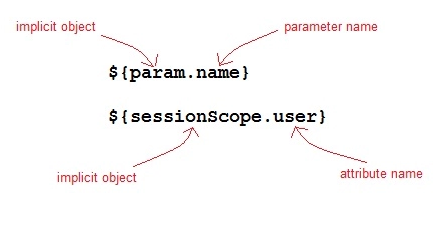 implicit object
parameter name
${param.name}
${sessionScope.user}
implicit object
attribute name